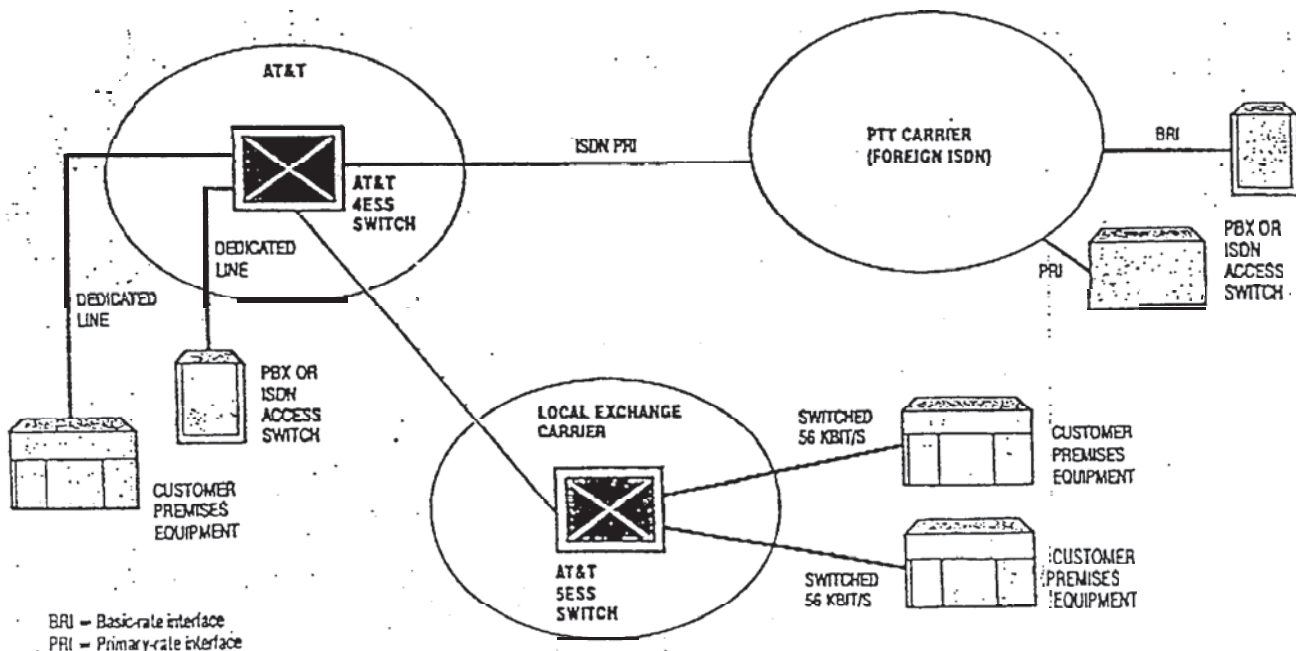 AT&T
AT&T
4ESS
SWITCH
ISDN PRI
PTT CARRIER
(FOREIGN ISDN)
BRI
PRI
PBX OR
ISDN
ACCESS
SWITCH
DEDICATED
LINE
DEDICATED
LINE
PBX OR
ISDN
ACCESS
SWITCH
CUSTOMER
PREMISES
EQUIPMENT
LOCAL EXCHANGE
CARRIER
AT&T
5ESS
SWITCH
SWITCHED
56 KBIT/S
CUSTOMER
PREMISES
EQUIPMENT
SWITCHED
56 KBIT/S
CUSTOMER
PREMISES
EQUIPMENT
BRI = Basic-rate interface
PRI = Primary-rate interface